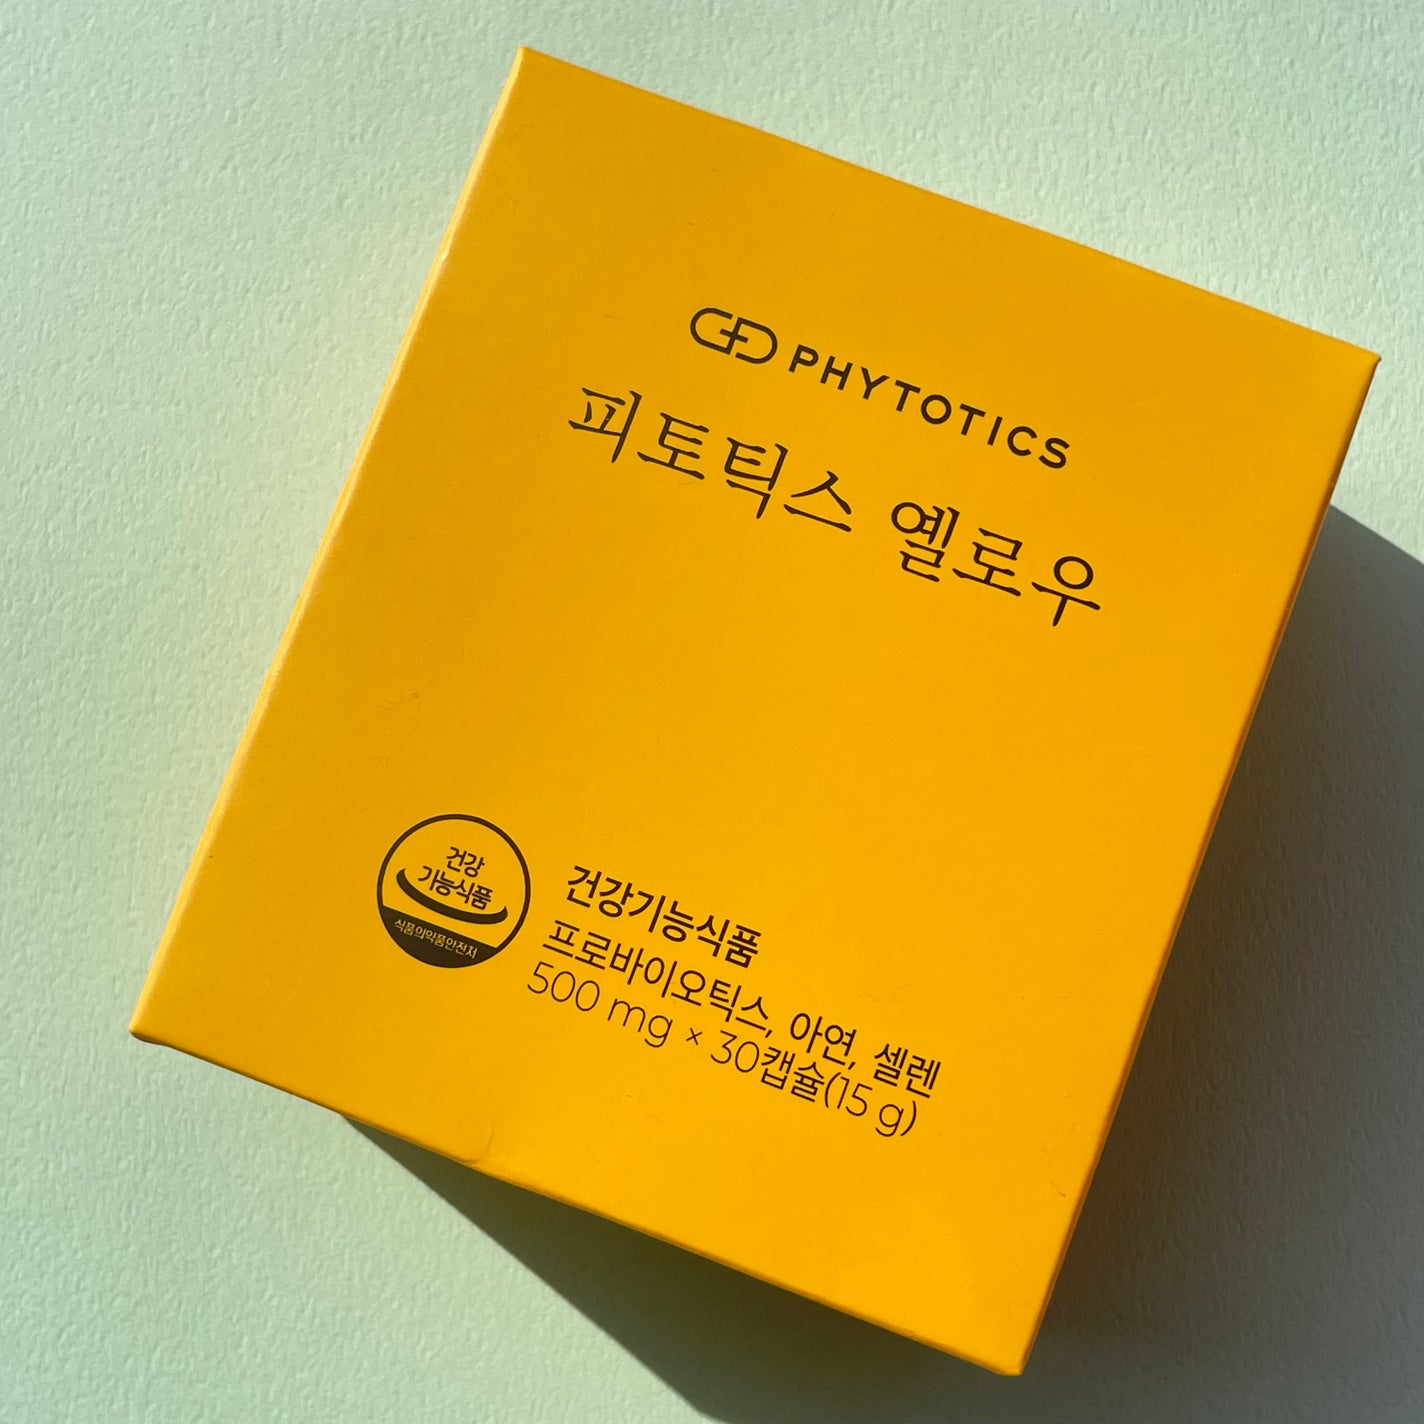 PHYTOTICS
피토틱스 옐로우
건강
기능식품
식품의약품안전처
건강기능식품
프로바이오틱스, 아연, 셀렌
500 mg × 30캡슐(15 g)